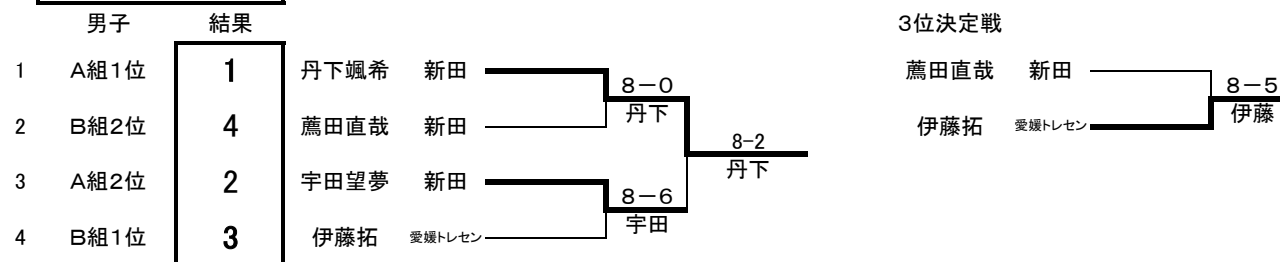 男子 結果 3位決定戦
1 A組1位 1 丹下颯希 新田 薦田直哉 新田
8-0 8-5
丹下 伊藤
2 B組2位 4 薦田直哉 新田 伊藤拓 愛媛トレセン
8-2
丹下
3 A組2位 2 宇田望夢 新田
8-6
宇田
4 B組1位 3 伊藤拓 愛媛トレセン